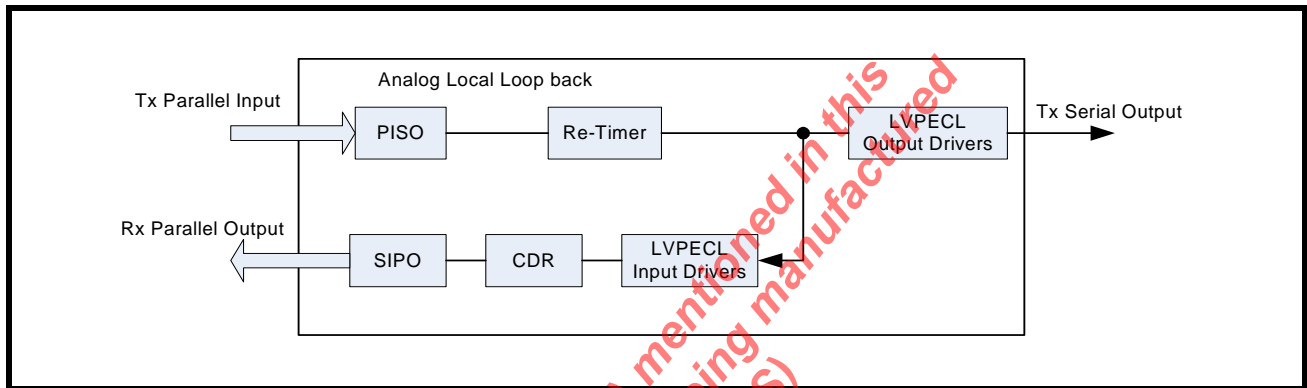 Analog Local Loop back
Tx Parallel Input
PISO
Re-Timer
LVPECL
Output Drivers
Tx Serial Output
Rx Parallel Output
SIPO
CDR
LVPECL
Input Drivers
mentioned in this
being manufactured
S)